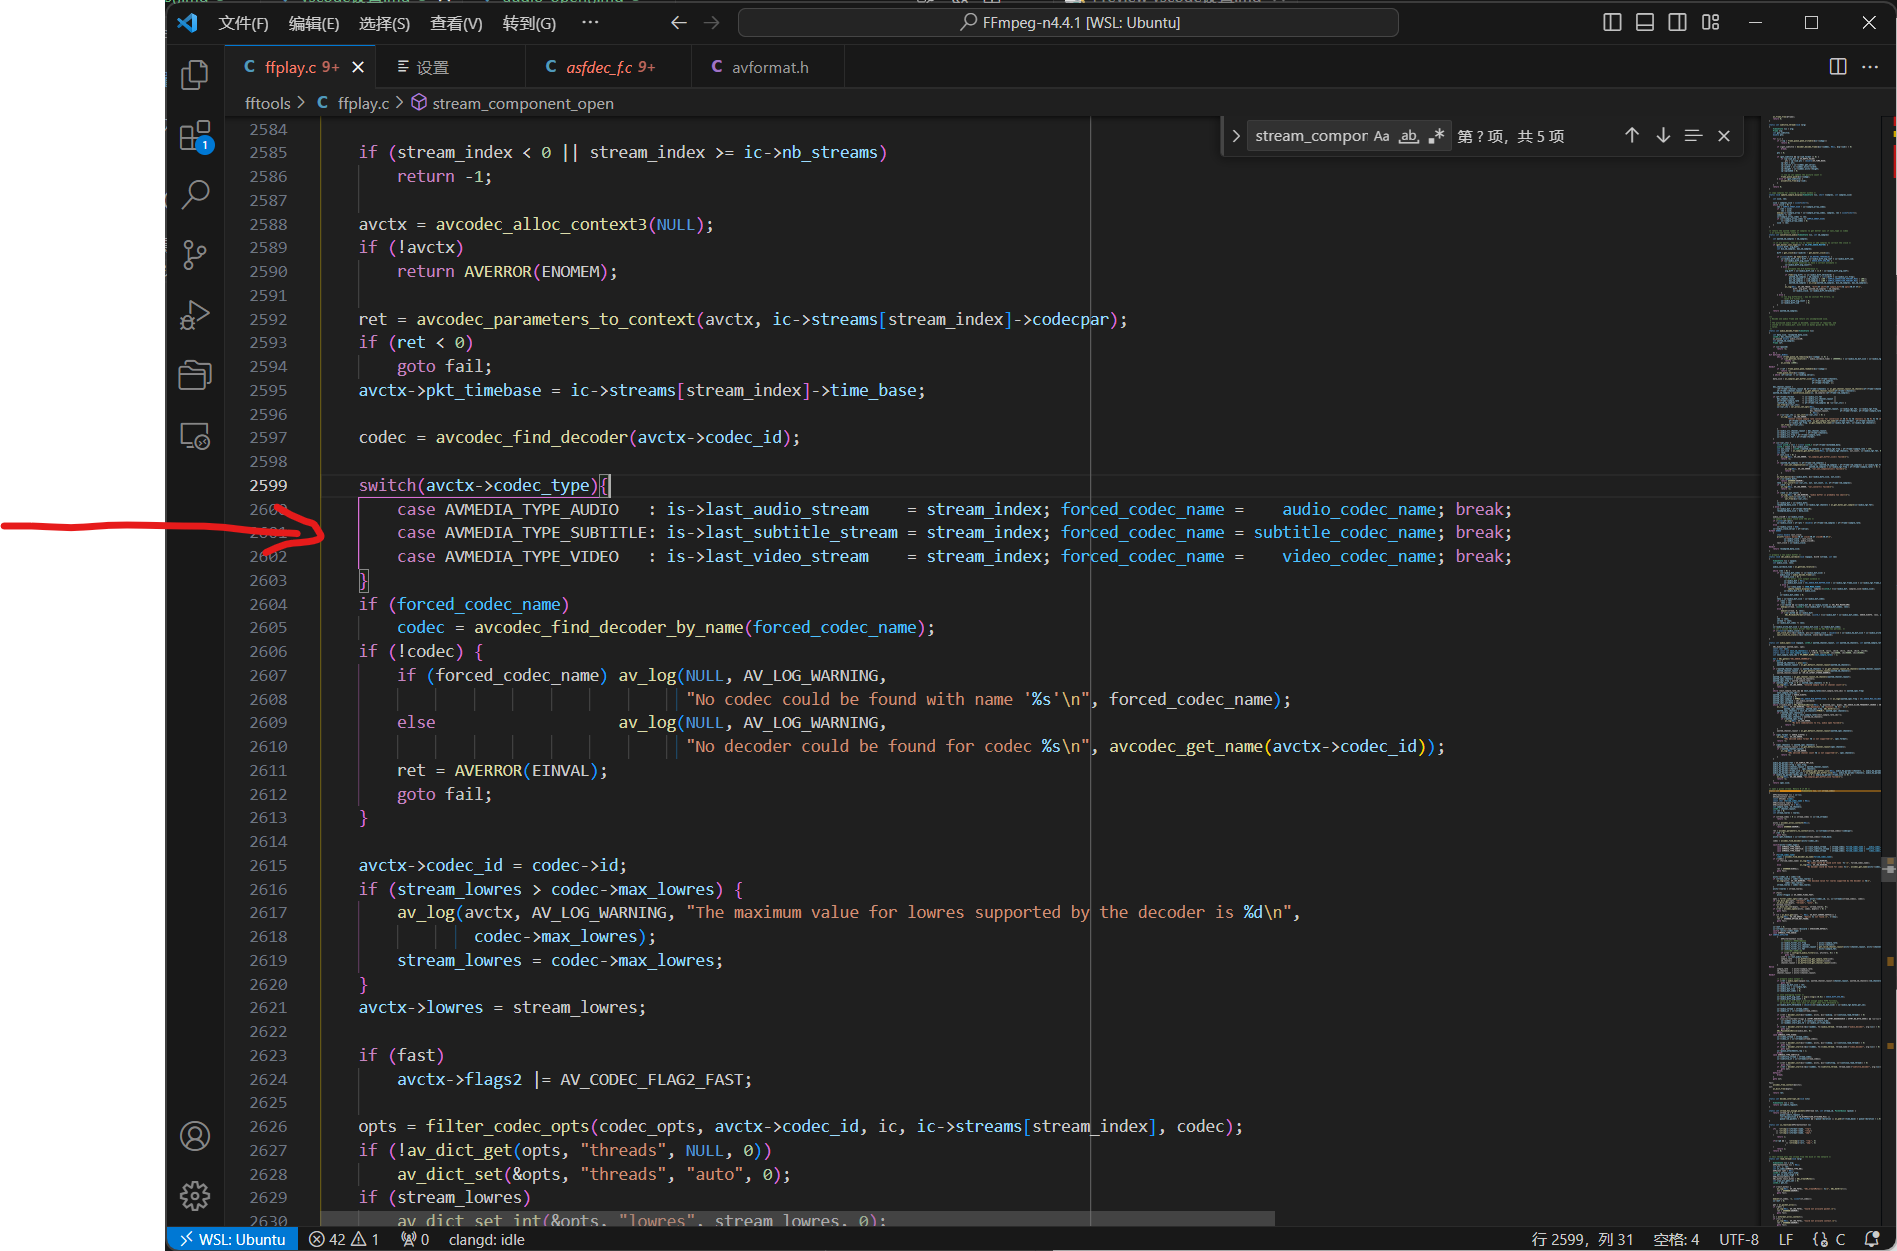 文件(F) 编辑(E) 选择(S) 查看(V) 转到(G) ··· FFmpeg-n4.4.1 [WSL: Ubuntu]
C ffplay.c 9+ 设置 C asfdec_f.c 9+ C avformat.h
fftools > C ffplay.c > stream_component_open
stream_compor Aa ab 第 ? 项，共 5 项
1
2584
2585 if (stream_index < 0 || stream_index >= ic->nb_streams)
2586 return -1;
2587
2588 avctx = avcodec_alloc_context3(NULL);
2589 if (!avctx)
2590 return AVERROR(ENOMEM);
2591
2592 ret = avcodec_parameters_to_context(avctx, ic->streams[stream_index]->codecpar);
2593 if (ret < 0)
2594 goto fail;
2595 avctx->pkt_timebase = ic->streams[stream_index]->time_base;
2596
2597 codec = avcodec_find_decoder(avctx->codec_id);
2598
2599 switch(avctx->codec_type){
2600 case AVMEDIA_TYPE_AUDIO : is->last_audio_stream = stream_index; forced_codec_name = audio_codec_name; break;
2601 case AVMEDIA_TYPE_SUBTITLE: is->last_subtitle_stream = stream_index; forced_codec_name = subtitle_codec_name; break;
2602 case AVMEDIA_TYPE_VIDEO : is->last_video_stream = stream_index; forced_codec_name = video_codec_name; break;
2603 }
2604 if (forced_codec_name)
2605 codec = avcodec_find_decoder_by_name(forced_codec_name);
2606 if (!codec) {
2607 if (forced_codec_name) av_log(NULL, AV_LOG_WARNING,
2608 "No codec could be found with name '%s'\n", forced_codec_name);
2609 else av_log(NULL, AV_LOG_WARNING,
2610 "No decoder could be found for codec %s\n", avcodec_get_name(avctx->codec_id));
2611 ret = AVERROR(EINVAL);
2612 goto fail;
2613 }
2614
2615 avctx->codec_id = codec->id;
2616 if (stream_lowres > codec->max_lowres) {
2617 av_log(avctx, AV_LOG_WARNING, "The maximum value for lowres supported by the decoder is %d\n",
2618 codec->max_lowres);
2619 stream_lowres = codec->max_lowres;
2620 }
2621 avctx->lowres = stream_lowres;
2622
2623 if (fast)
2624 avctx->flags2 |= AV_CODEC_FLAG2_FAST;
2625
2626 opts = filter_codec_opts(codec_opts, avctx->codec_id, ic, ic->streams[stream_index], codec);
2627 if (!av_dict_get(opts, "threads", NULL, 0))
2628 av_dict_set(&opts, "threads", "auto", 0);
2629 if (stream_lowres)
2630 av_dict_set_int(&opts, "lowres", stream_lowres, 0);
WSL: Ubuntu 42 1 0 clangd: idle 行 2599，列 31 空格: 4 UTF-8 LF {} C